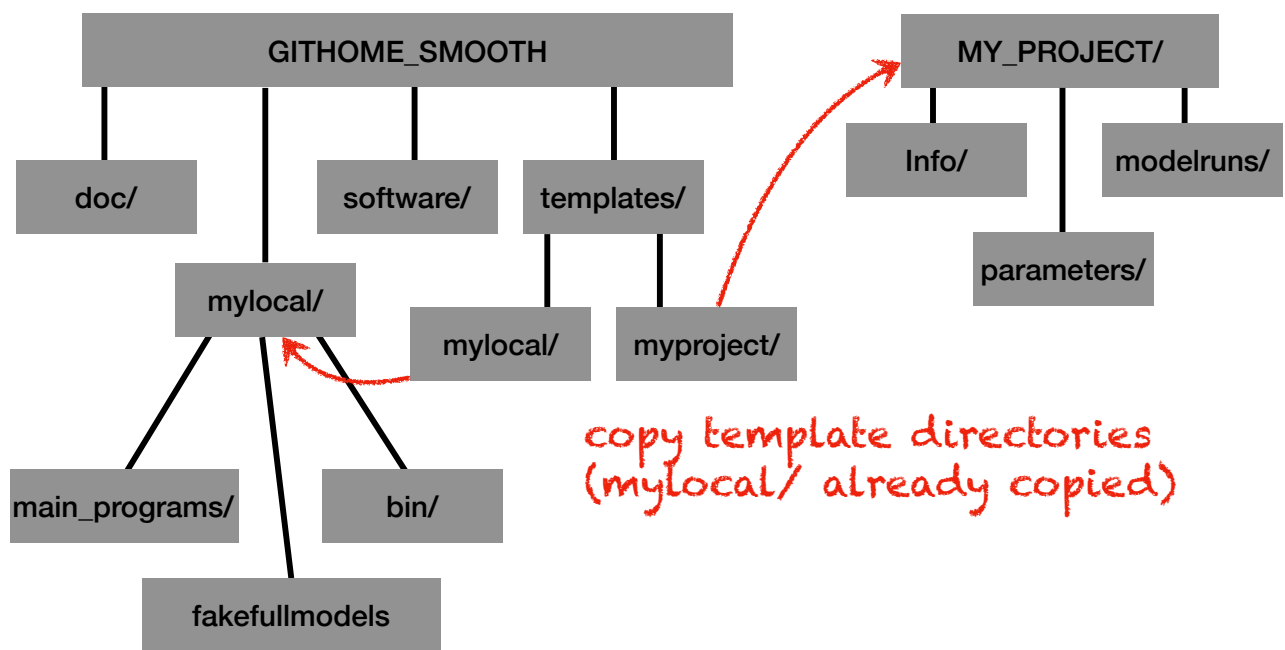 GITHOME_SMOOTH
MY_PROJECT/
Info/
modelruns/
doc/
software/
templates/
parameters/
mylocal/
mylocal/
myproject/
copy template directories
(mylocal/ already copied)
main_programs/
bin/
fakefullmodels